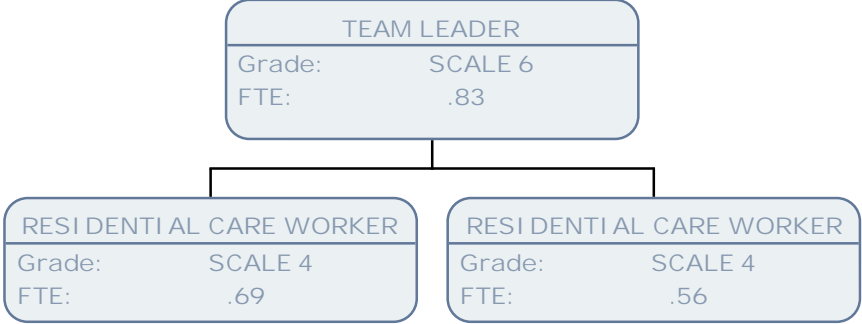 TEAM LEADER
Grade: SCALE 6
FTE: .83
RESIDENTIAL CARE WORKER
Grade: SCALE 4
FTE: .69
RESIDENTIAL CARE WORKER
Grade: SCALE 4
FTE: .56